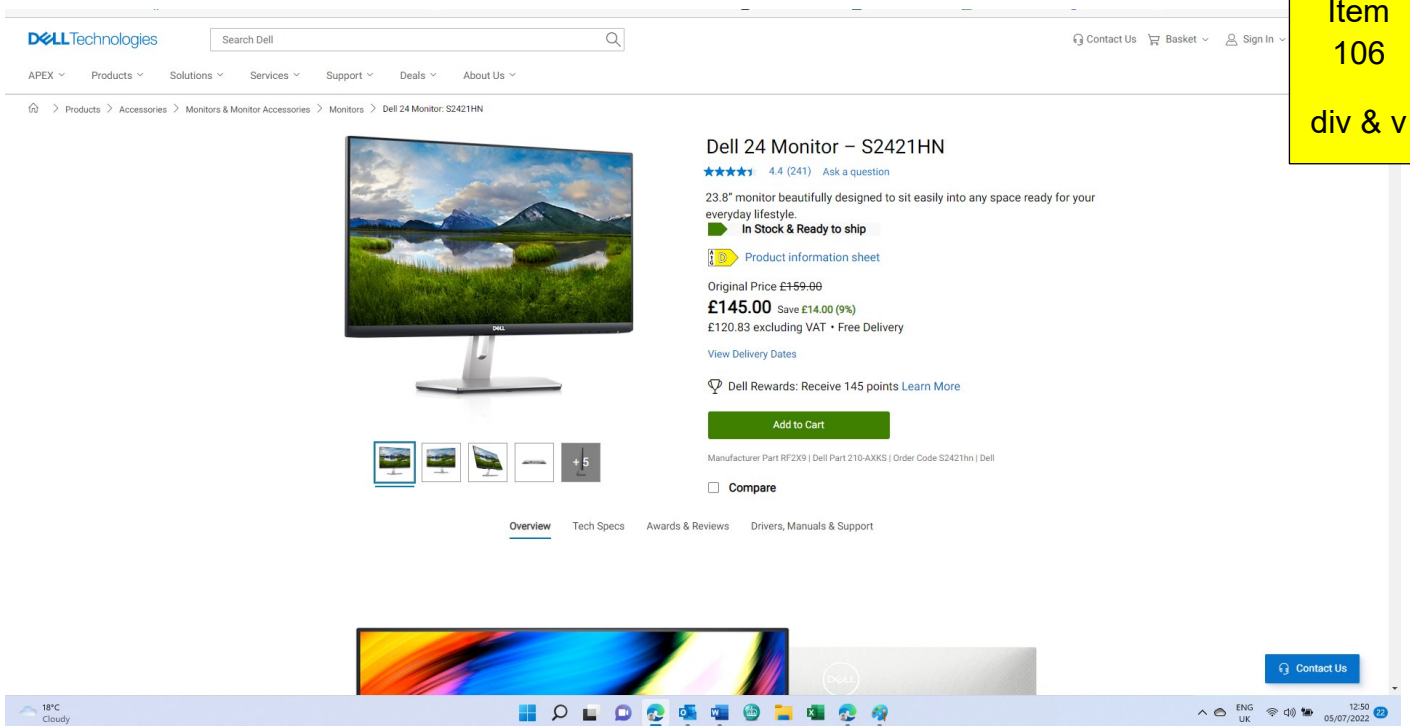 Item
106
div & v
DELLTechnologies
Search Dell
Contact Us Basket Sign In
APEX Products Solutions Services Support Deals About Us
> Products > Accessories > Monitors & Monitor Accessories > Monitors > Dell 24 Monitor: S2421HN
Dell 24 Monitor – S2421HN
4.4 (241) Ask a question
23.8” monitor beautifully designed to sit easily into any space ready for your
everyday lifestyle.
In Stock & Ready to ship
A
G
D
Product information sheet
Original Price £159.00
£145.00 Save £14.00 (9%)
£120.83 excluding VAT • Free Delivery
View Delivery Dates
Dell Rewards: Receive 145 points Learn More
Add to Cart
Manufacturer Part RF2X9 | Dell Part 210-AXKS | Order Code S2421hn | Dell
Compare
DELL
+ 5
Overview Tech Specs Awards & Reviews Drivers, Manuals & Support
DELL
Contact Us
18°C
Cloudy
ENG
UK
12:50
05/07/2022
22